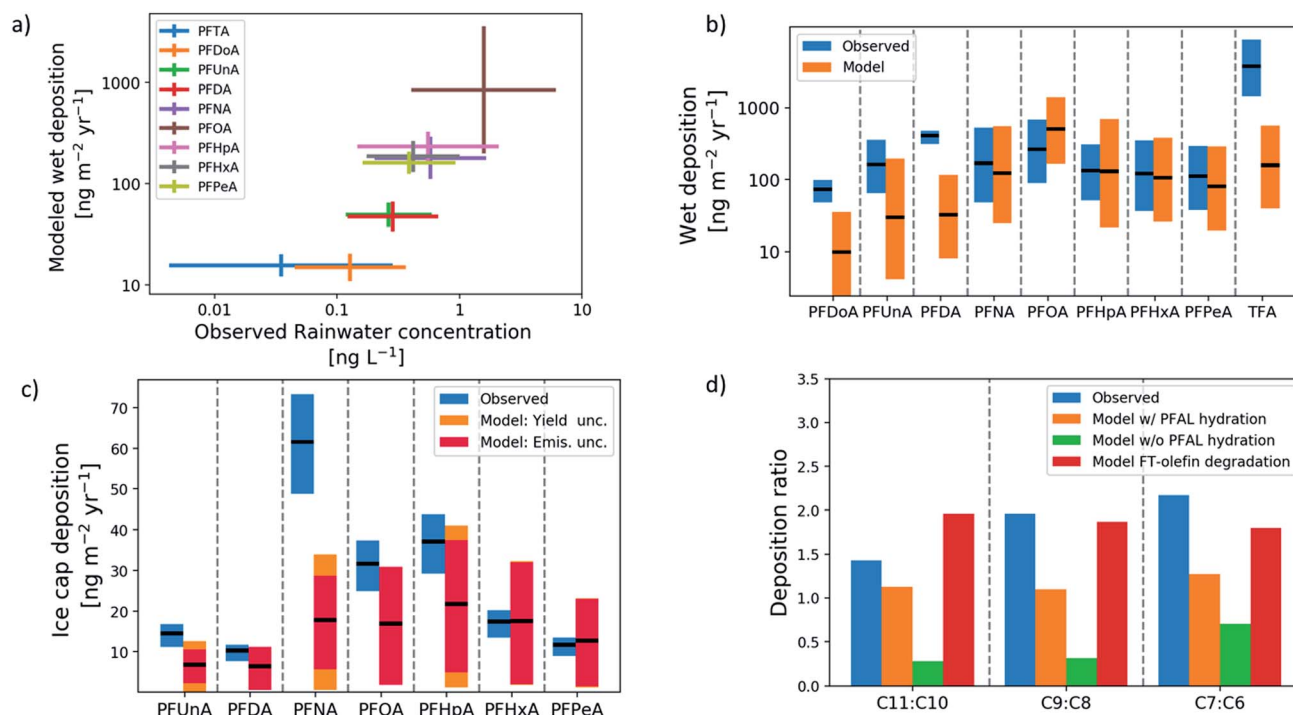 a)
PFTA
PFDoA
PFUnA
PFDA
PFNA
PFOA
PFHpA
PFHxA
PFPeA
Modeled wet deposition
[ng m⁻² yr⁻¹]
1000
100
10
0.01
0.1
1
10
Observed Rainwater concentration
[ng L⁻¹]
b)
Observed
Model
Wet deposition
[ng m⁻² yr⁻¹]
1000
100
10
PFDoA PFUnA PFDA PFNA PFOA PFHpA PFHxA PFPeA TFA
c)
Observed
Model: Yield unc.
Model: Emis. unc.
Ice cap deposition
[ng m⁻² yr⁻¹]
70
60
50
40
30
20
10
PFUnA PFDA PFNA PFOA PFHpA PFHxA PFPeA
d)
Observed
Model w/ PFAL hydration
Model w/o PFAL hydration
Model FT-olefin degradation
Deposition ratio
3.5
3.0
2.5
2.0
1.5
1.0
0.5
0.0
C11:C10 C9:C8 C7:C6